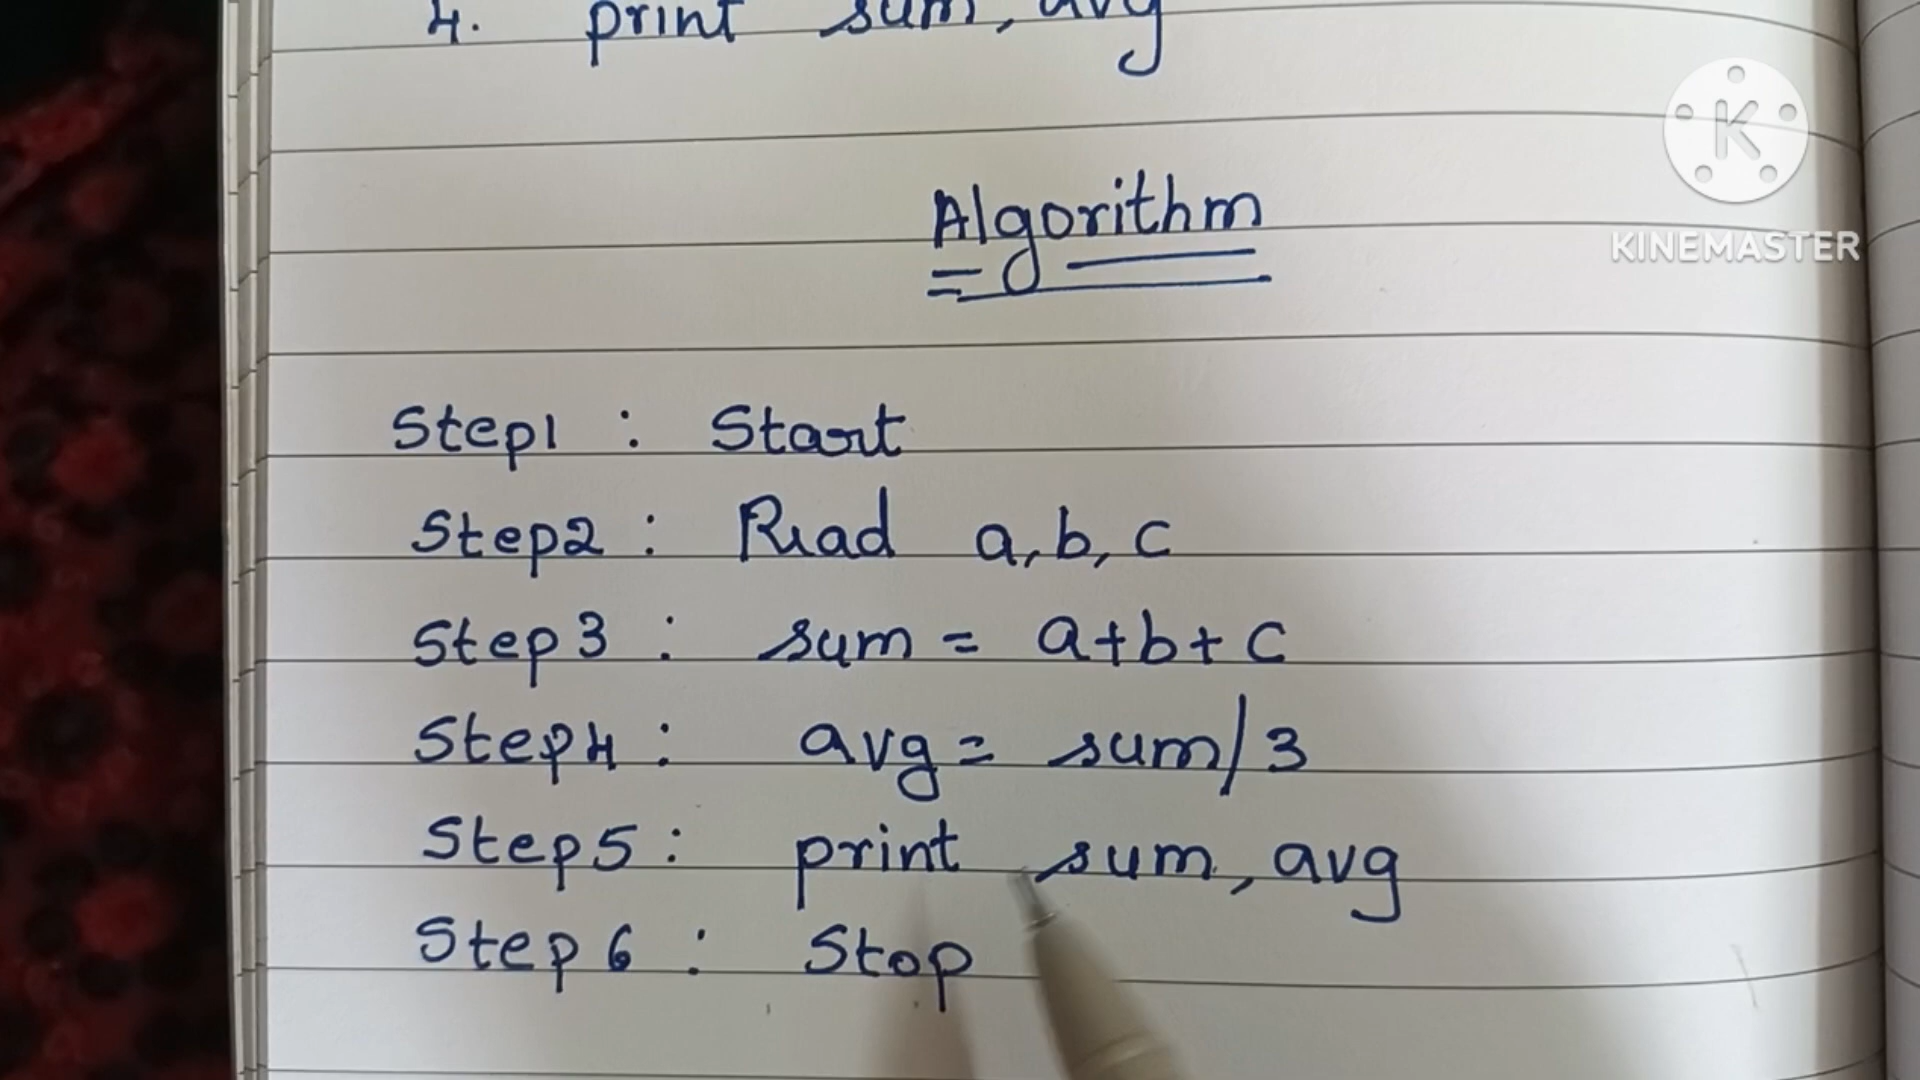 4. print sum, avg
Algorithm
K
KINEMASTER
Step1 : Start
Step2 : Read a, b, c
Step3 : sum = a+b+c
Step4 : avg = sum/3
Step5 : print sum, avg
Step6 : Stop